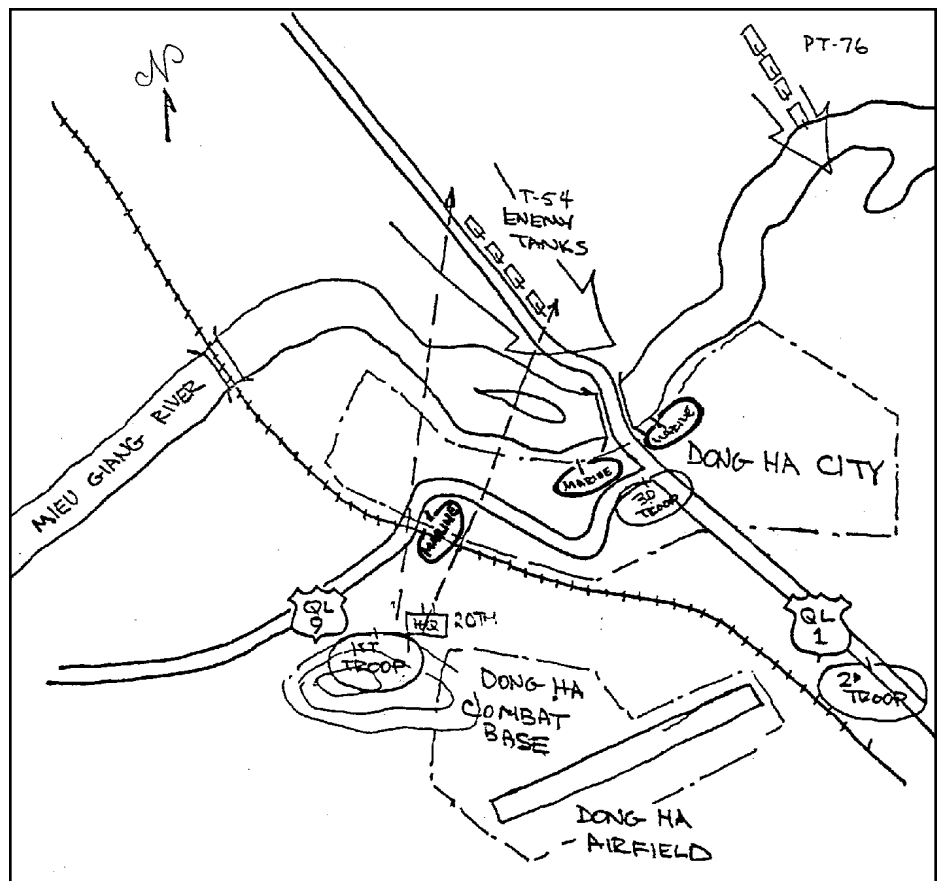 N
PT-76
T-54
ENEMY
TANKS
MIEU GIANG RIVER
MARINE
DONG HA CITY
MARINE
3D
TROOP
MARINE
QL
9
HQ 20TH
QL
1
1ST
TROOP
2D
TROOP
DONG HA
COMBAT
BASE
DONG HA
AIRFIELD